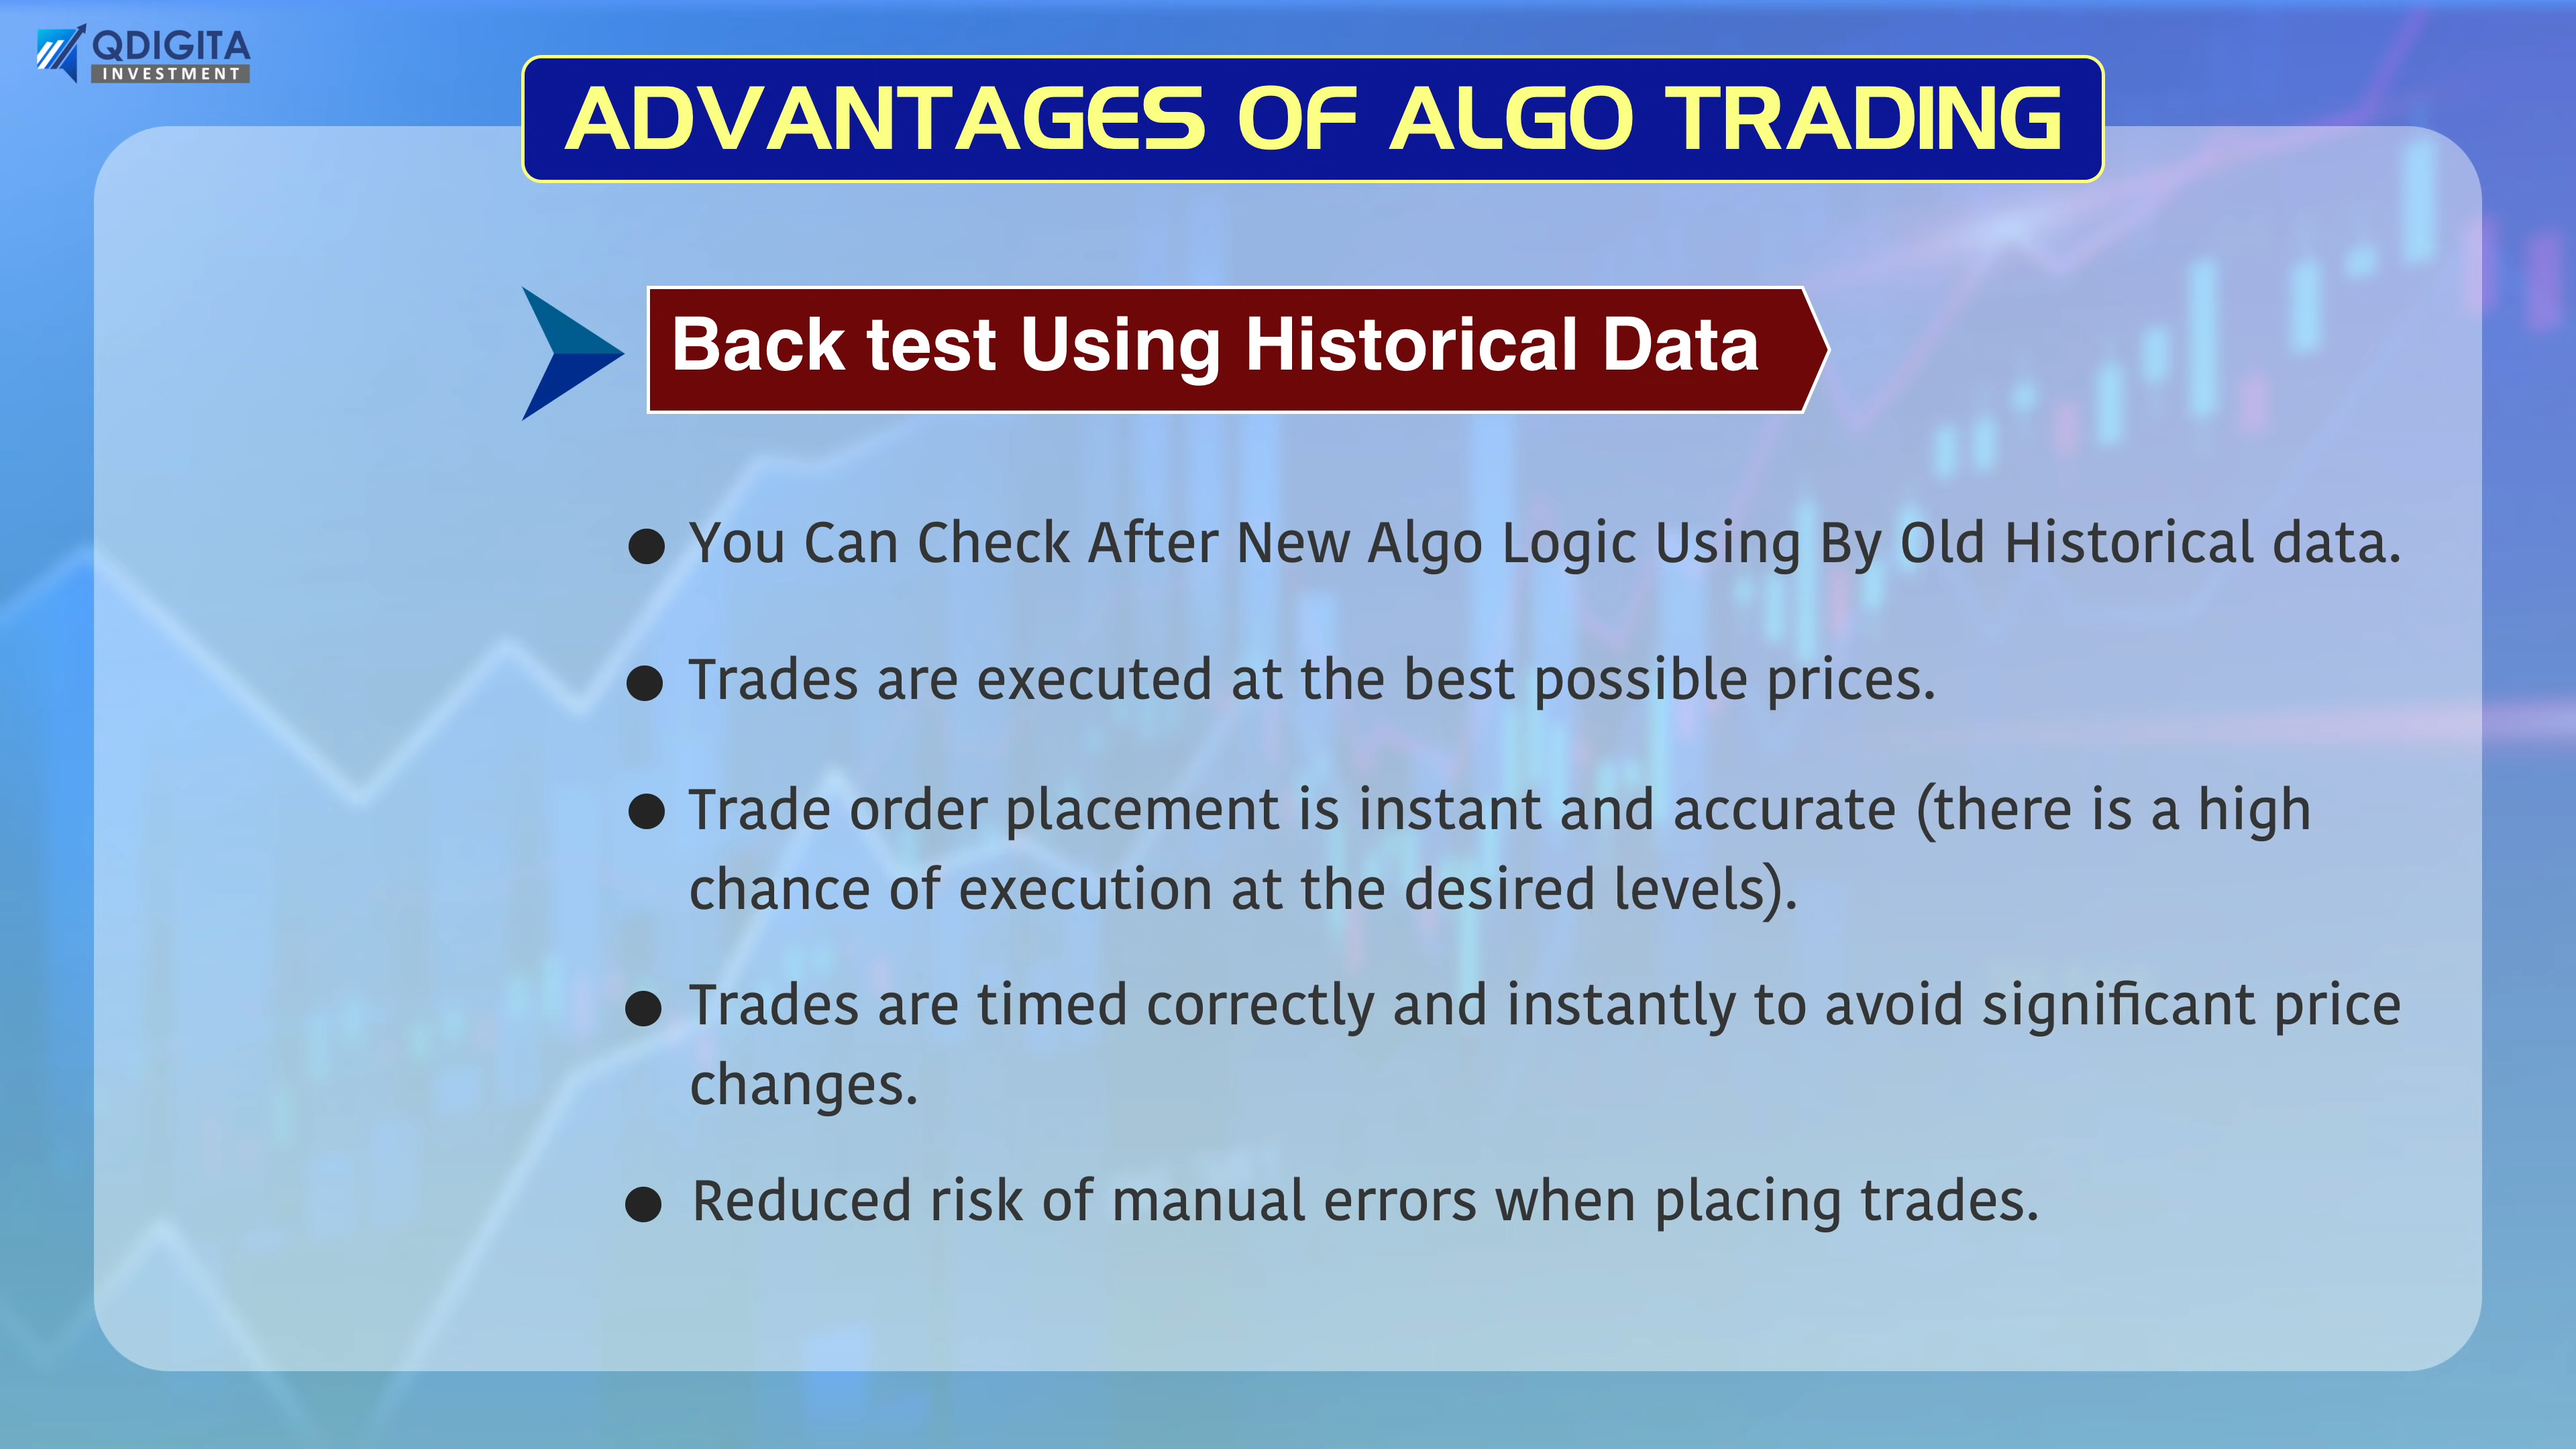 QDIGITA
INVESTMENT
ADVANTAGES OF ALGO TRADING
Back test Using Historical Data
● You Can Check After New Algo Logic Using By Old Historical data.
● Trades are executed at the best possible prices.
● Trade order placement is instant and accurate (there is a high
chance of execution at the desired levels).
● Trades are timed correctly and instantly to avoid significant price
changes.
● Reduced risk of manual errors when placing trades.